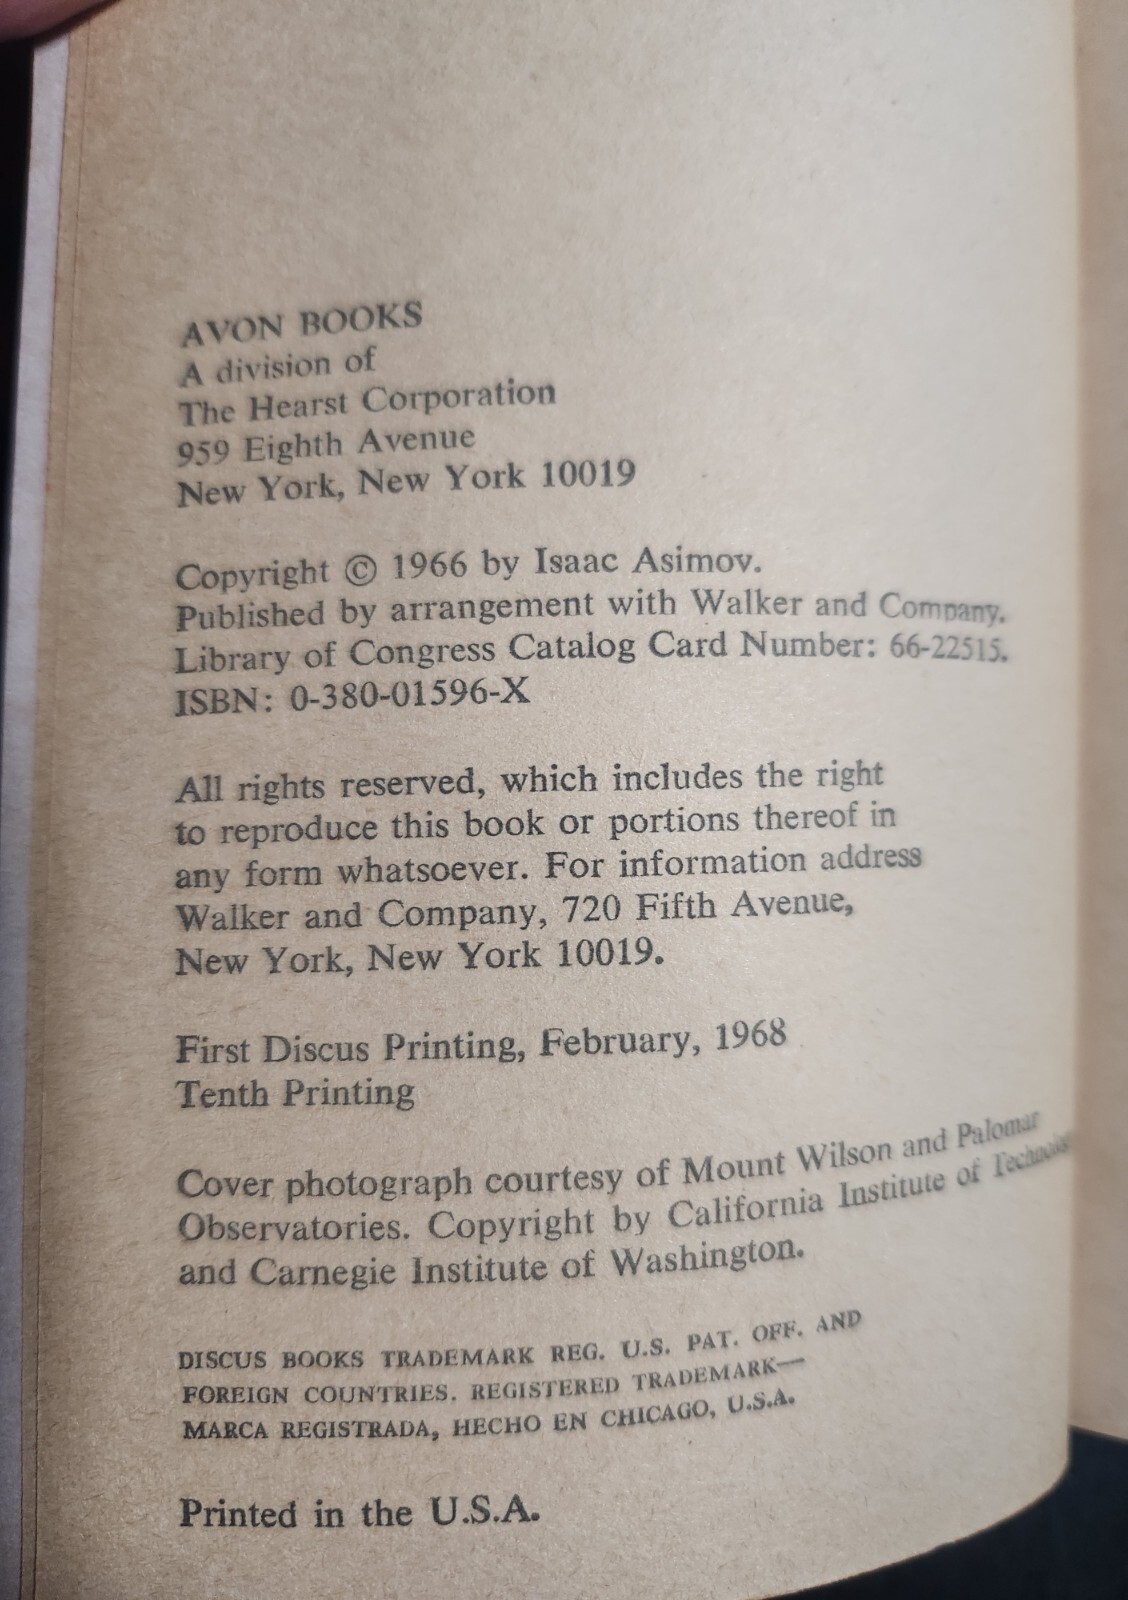 AVON BOOKS
A division of
The Hearst Corporation
959 Eighth Avenue
New York, New York 10019
Copyright © 1966 by Isaac Asimov.
Published by arrangement with Walker and Company.
Library of Congress Catalog Card Number: 66-22515.
ISBN: 0-380-01596-X
All rights reserved, which includes the right
to reproduce this book or portions thereof in
any form whatsoever. For information address
Walker and Company, 720 Fifth Avenue,
New York, New York 10019.
First Discus Printing, February, 1968
Tenth Printing
Cover photograph courtesy of Mount Wilson and Palomar
Observatories. Copyright by California Institute of Technology
and Carnegie Institute of Washington.
DISCUS BOOKS TRADEMARK REG. U.S. PAT. OFF. AND
FOREIGN COUNTRIES. REGISTERED TRADEMARK—
MARCA REGISTRADA, HECHO EN CHICAGO, U.S.A.
Printed in the U.S.A.